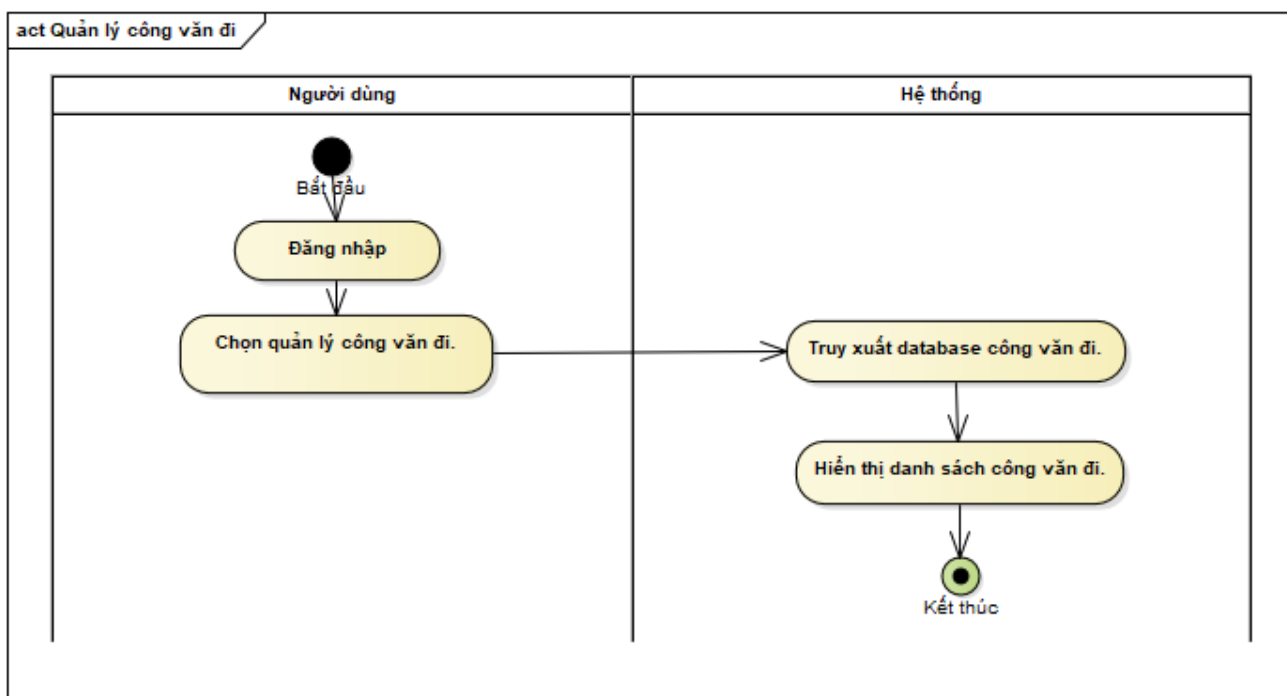 act Quản lý công văn đi
Người dùng
Hệ thống
Bắt đầu
Đăng nhập
Chọn quản lý công văn đi.
Truy xuất database công văn đi.
Hiển thị danh sách công văn đi.
Kết thúc